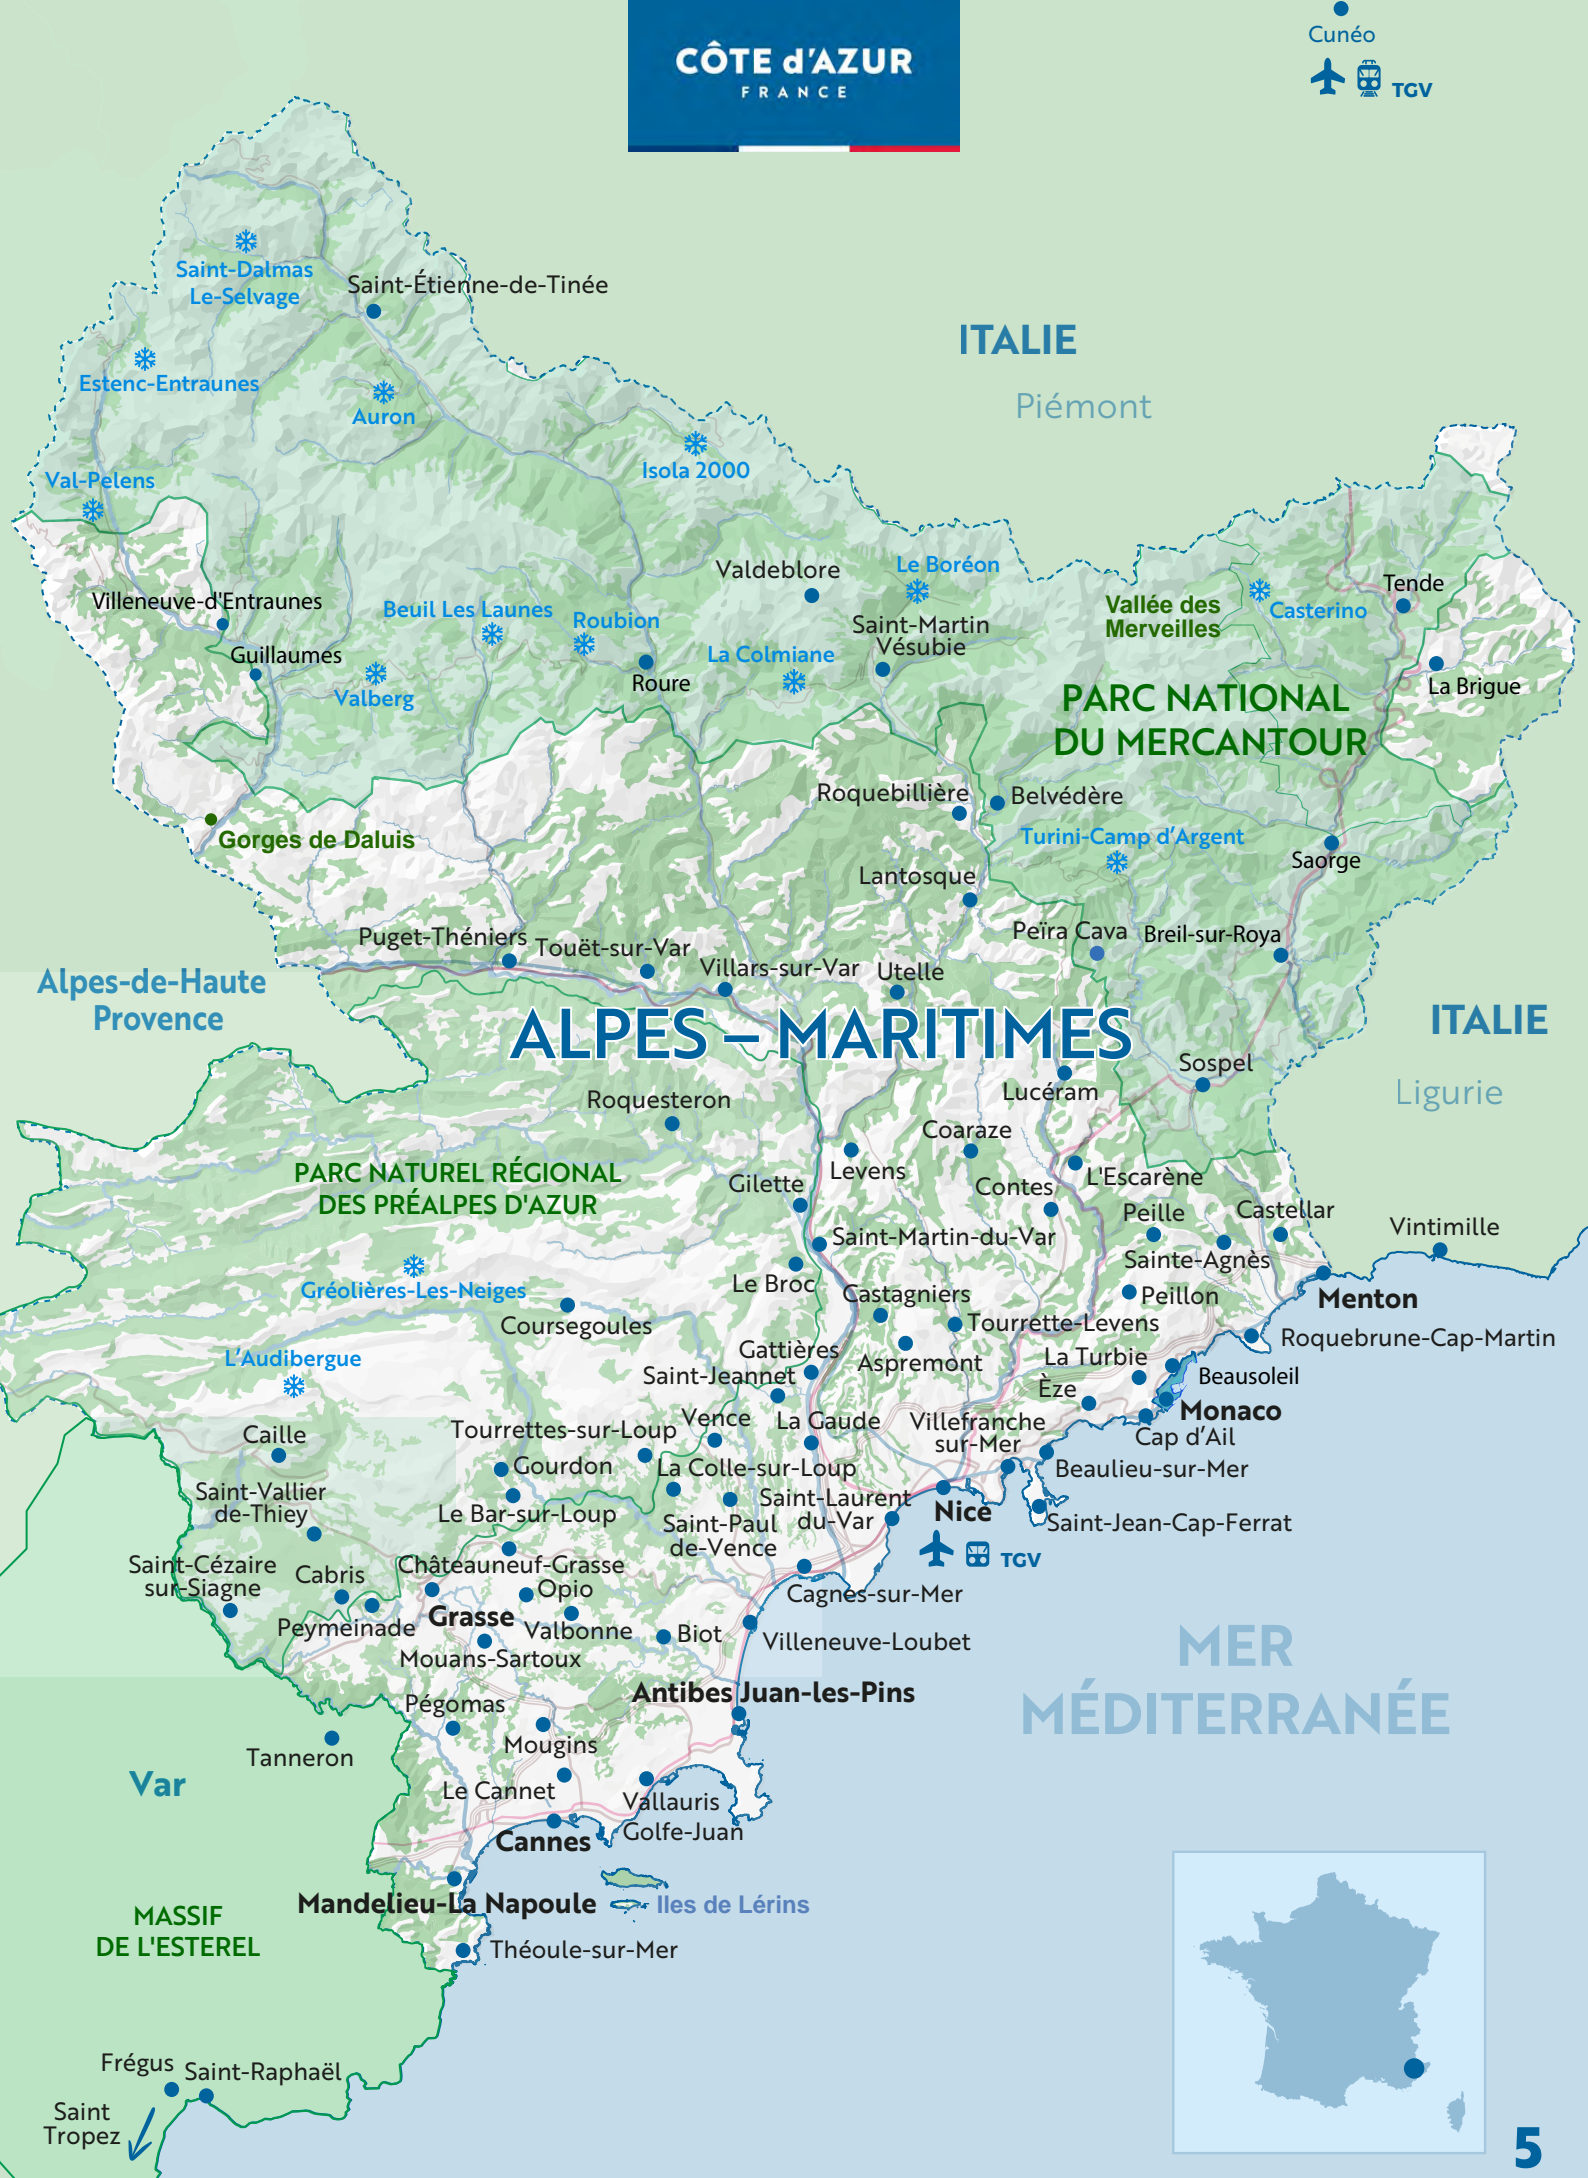 CÔTE d'AZUR
FRANCE
Cunéo
TGV
Saint-Dalmas
Le-Selvage
Saint-Étienne-de-Tinée
ITALIE
Piémont
Estenc-Entraunes
Auron
Isola 2000
Val-Pelens
Valdeblore
Le Boréon
Villeneuve-d'Entraunes
Beuil Les Launes
Roubion
Saint-Martin
Vésubie
Vallée des
Merveilles
Casterino
Tende
Guillaumes
Valberg
Roure
La Colmiane
La Brigue
PARC NATIONAL
DU MERCANTOUR
Roquebillière
Belvédère
Gorges de Daluis
Turini-Camp d'Argent
Saorge
Lantosque
Puget-Théniers
Touët-sur-Var
Villars-sur-Var
Utelle
Peïra Cava
Breil-sur-Roya
Alpes-de-Haute
Provence
ALPES – MARITIMES
ITALIE
Ligurie
Sospel
Lucéram
Roquesteron
Coaraze
Levens
L'Escarène
PARC NATUREL RÉGIONAL
DES PRÉALPES D'AZUR
Gilette
Contes
Peille
Castellar
Vintimille
Saint-Martin-du-Var
Sainte-Agnès
Le Broc
Gréolières-Les-Neiges
Castagniers
Peillon
Menton
Coursegoules
Tourrette-Levens
Roquebrune-Cap-Martin
Gattières
Aspremont
La Turbie
L'Audibergue
Saint-Jeannet
Èze
Beausoleil
Monaco
Caille
Tourrettes-sur-Loup
Vence
La Gaude
Villefranche
sur-Mer
Cap d'Ail
Gourdon
La Colle-sur-Loup
Beaulieu-sur-Mer
Saint-Vallier
de-Thiey
Le Bar-sur-Loup
Saint-Paul
de-Vence
Saint-Laurent
du-Var
Nice
TGV
Saint-Jean-Cap-Ferrat
Saint-Cézaire
sur-Siagne
Cabris
Châteauneuf-Grasse
Opio
Cagnes-sur-Mer
Peymeinade
Grasse
Valbonne
Biot
Villeneuve-Loubet
Mouans-Sartoux
MER
MÉDITERRANÉE
Pégomas
Antibes Juan-les-Pins
Tanneron
Mougins
Var
Le Cannet
Vallauris
Golfe-Juan
Cannes
Mandelieu-La Napoule
Iles de Lérins
MASSIF
DE L'ESTEREL
Théoule-sur-Mer
Frégus
Saint-Raphaël
Saint
Tropez
5